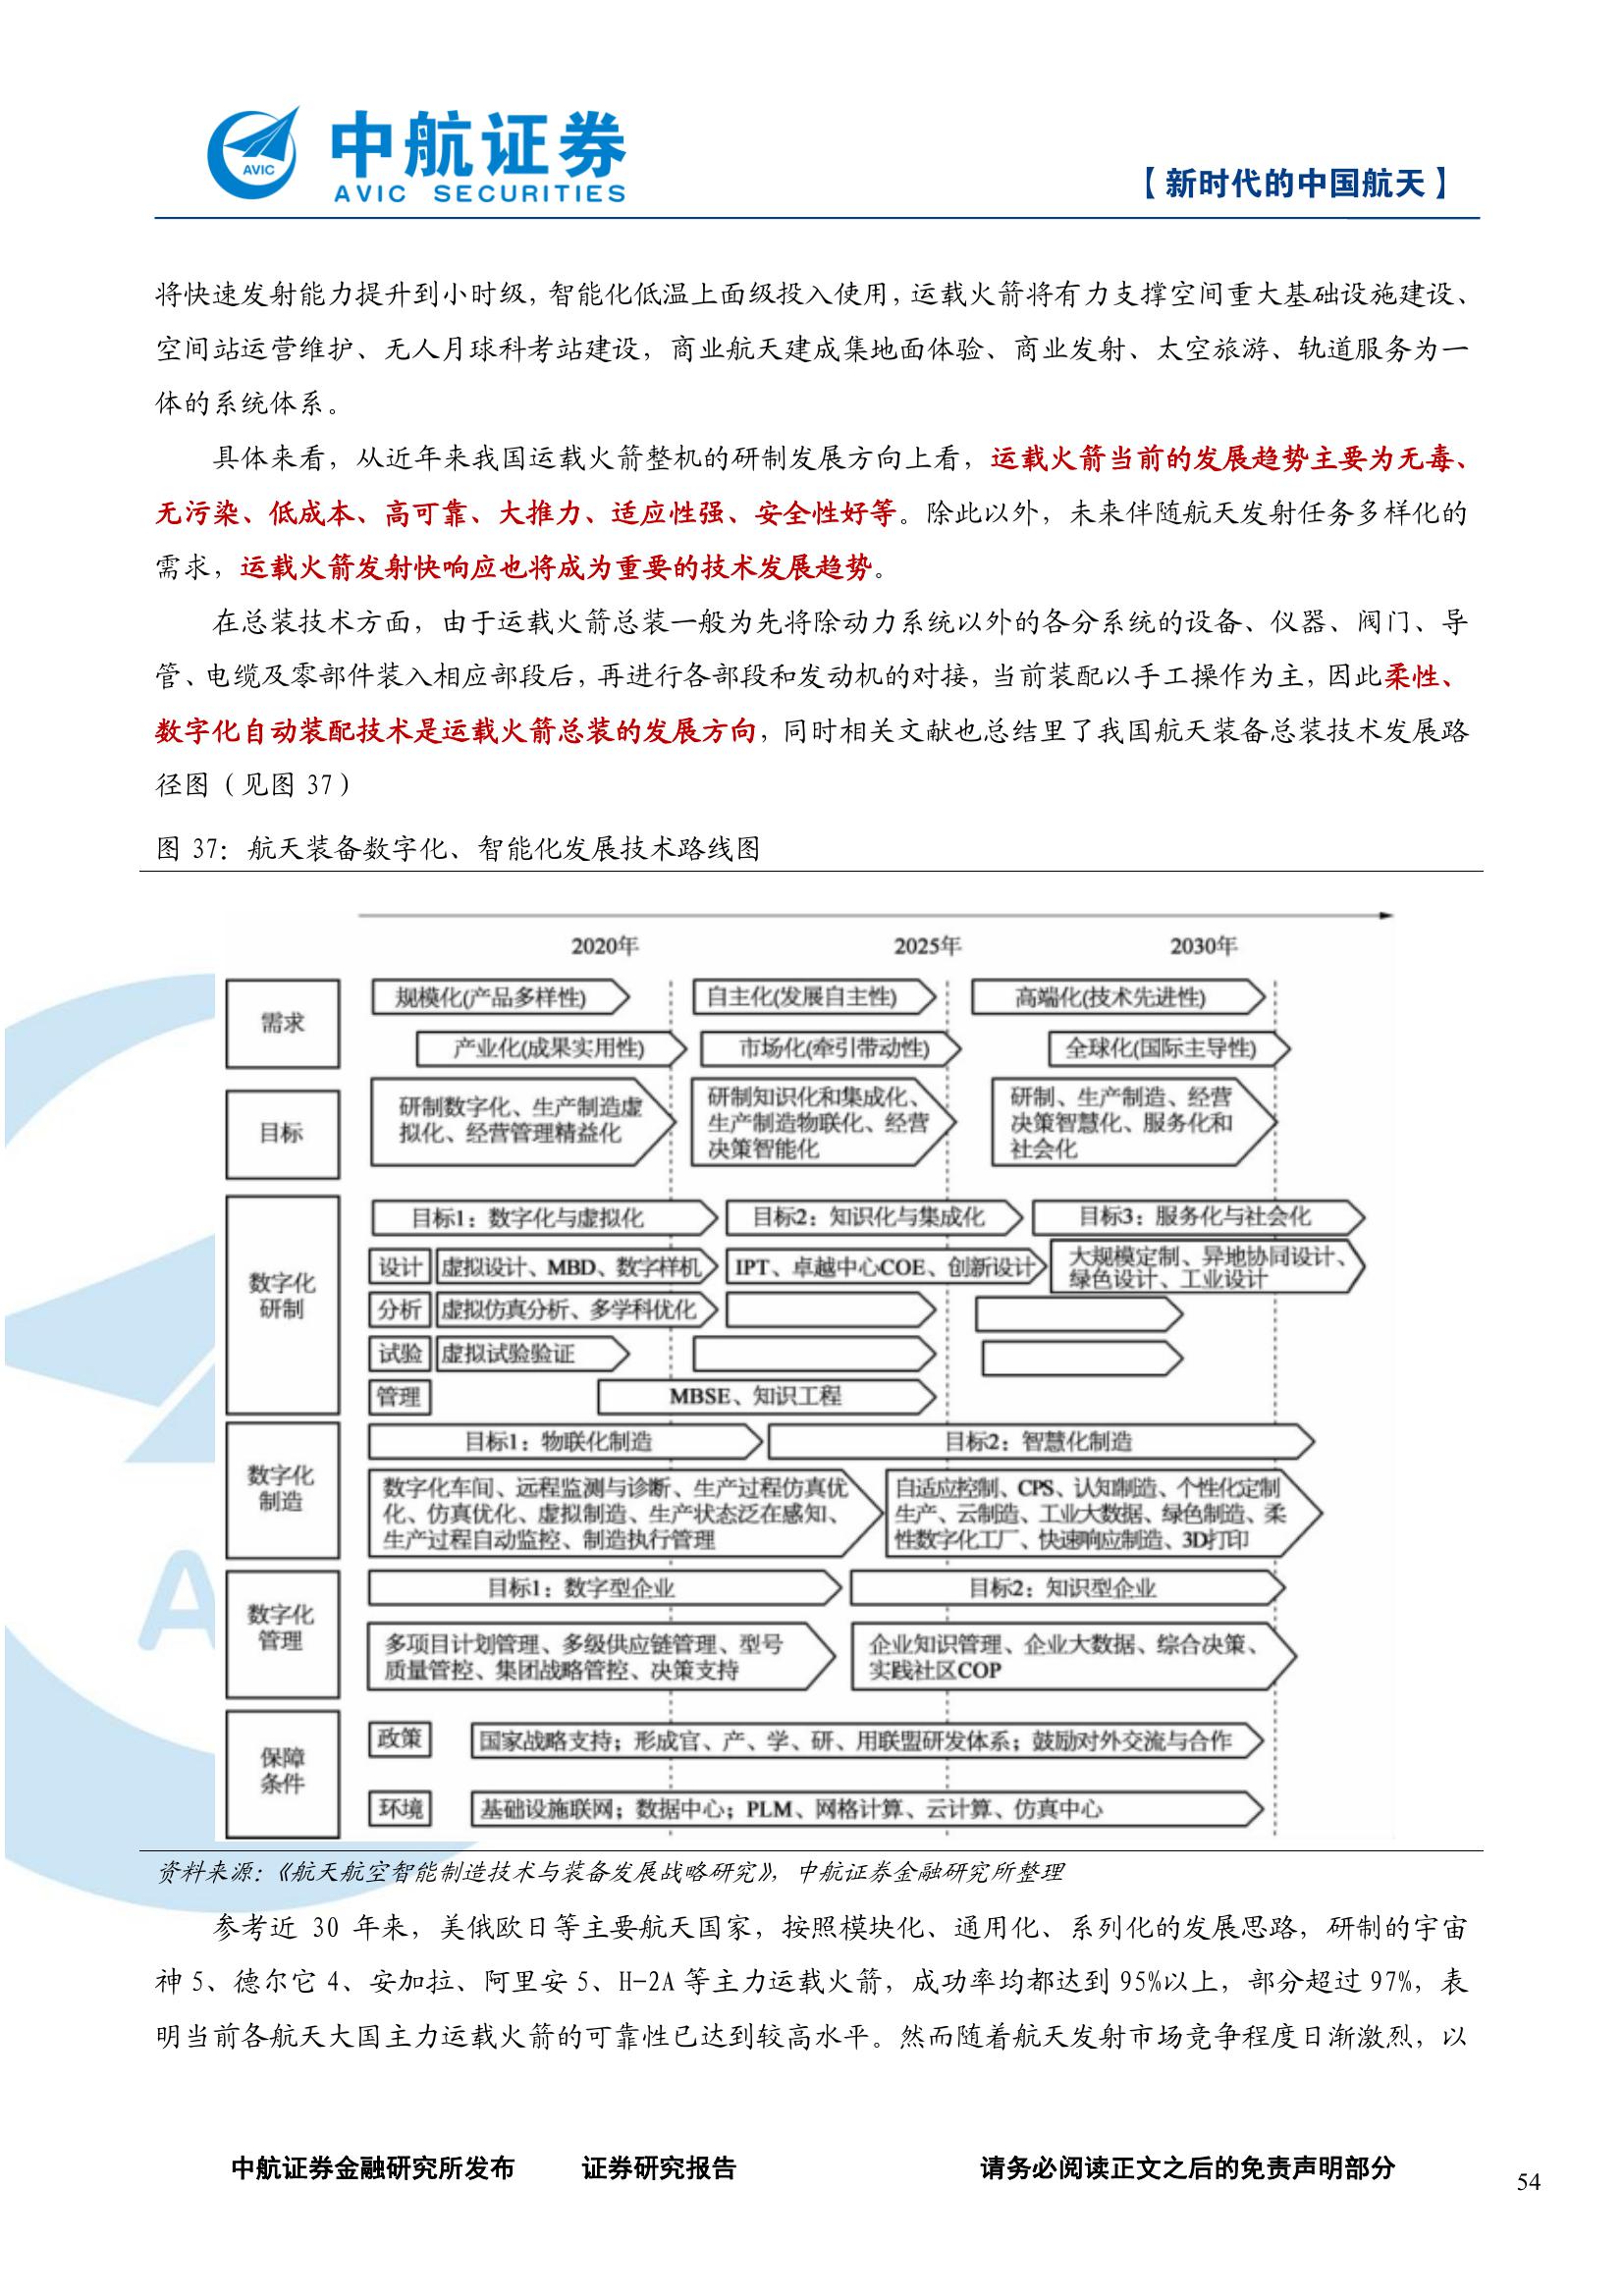 中航证券
AVIC SECURITIES
AVIC
【新时代的中国航天】
将快速发射能力提升到小时级，智能化低温上面级投入使用，运载火箭将有力支撑空间重大基础设施建设、
空间站运营维护、无人月球科考站建设，商业航天建成集地面体验、商业发射、太空旅游、轨道服务为一
体的系统体系。
具体来看，从近年来我国运载火箭整机的研制发展方向上看，运载火箭当前的发展趋势主要为无毒、
无污染、低成本、高可靠、大推力、适应性强、安全性好等。除此以外，未来伴随航天发射任务多样化的
需求，运载火箭发射快响应也将成为重要的技术发展趋势。
在总装技术方面，由于运载火箭总装一般为先将除动力系统以外的各分系统的设备、仪器、阀门、导
管、电缆及零部件装入相应部段后，再进行各部段和发动机的对接，当前装配以手工操作为主，因此柔性、
数字化自动装配技术是运载火箭总装的发展方向，同时相关文献也总结里了我国航天装备总装技术发展路
径图（见图 37）
图 37：航天装备数字化、智能化发展技术路线图
2020年 2025年 2030年
需求
规模化(产品多样性) 自主化(发展自主性) 高端化(技术先进性)
产业化(成果实用性) 市场化(牵引带动性) 全球化(国际主导性)
目标
研制数字化、生产制造虚
拟化、经营管理精益化
研制知识化和集成化、
生产制造物联化、经营
决策智能化
研制、生产制造、经营
决策智慧化、服务化和
社会化
数字化
研制
目标1：数字化与虚拟化 目标2：知识化与集成化 目标3：服务化与社会化
设计 虚拟设计、MBD、数字样机 IPT、卓越中心COE、创新设计
大规模定制、异地协同设计、
绿色设计、工业设计
分析 虚拟仿真分析、多学科优化
试验 虚拟试验验证
管理 MBSE、知识工程
数字化
制造
目标1：物联化制造 目标2：智慧化制造
数字化车间、远程监测与诊断、生产过程仿真优
化、仿真优化、虚拟制造、生产状态泛在感知、
生产过程自动监控、制造执行管理
自适应控制、CPS、认知制造、个性化定制
生产、云制造、工业大数据、绿色制造、柔
性数字化工厂、快速响应制造、3D打印
数字化
管理
目标1：数字型企业 目标2：知识型企业
多项目计划管理、多级供应链管理、型号
质量管控、集团战略管控、决策支持
企业知识管理、企业大数据、综合决策、
实践社区COP
保障
条件
政策 国家战略支持；形成官、产、学、研、用联盟研发体系；鼓励对外交流与合作
环境 基础设施联网；数据中心；PLM、网格计算、云计算、仿真中心
资料来源：《航天航空智能制造技术与装备发展战略研究》，中航证券金融研究所整理
参考近 30 年来，美俄欧日等主要航天国家，按照模块化、通用化、系列化的发展思路，研制的宇宙
神 5、德尔它 4、安加拉、阿里安 5、H-2A 等主力运载火箭，成功率均都达到 95%以上，部分超过 97%，表
明当前各航天大国主力运载火箭的可靠性已达到较高水平。然而随着航天发射市场竞争程度日渐激烈，以
中航证券金融研究所发布 证券研究报告 请务必阅读正文之后的免责声明部分
54